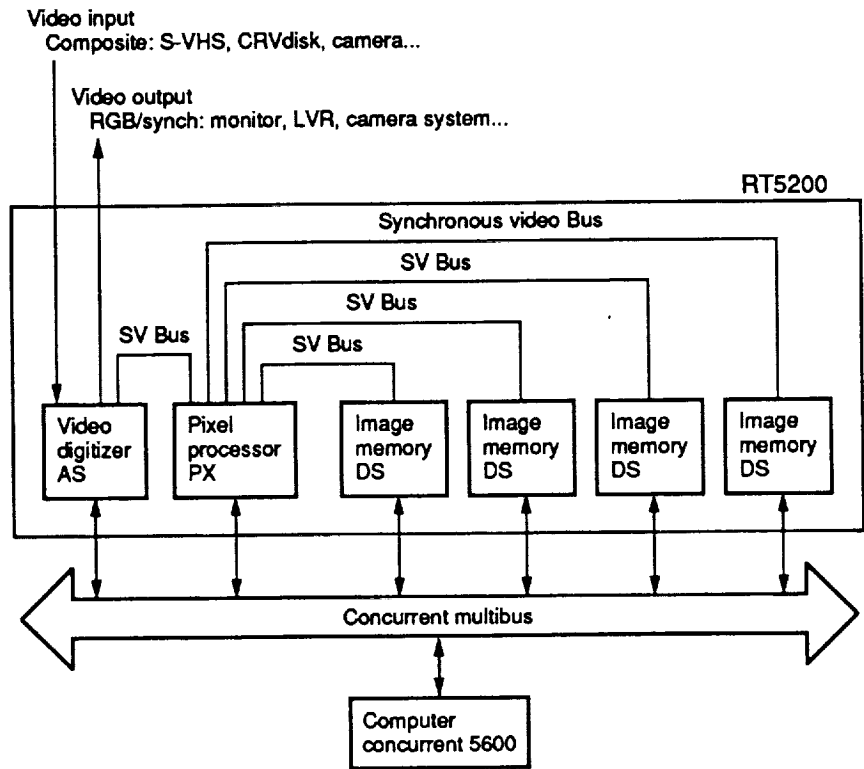 Video input
Composite: S-VHS, CRVdisk, camera...
Video output
RGB/synch: monitor, LVR, camera system...
RT5200
Synchronous video Bus
SV Bus
SV Bus
SV Bus
SV Bus
Video
digitizer
AS
Pixel
processor
PX
Image
memory
DS
Image
memory
DS
Image
memory
DS
Image
memory
DS
Concurrent multibus
Computer
concurrent 5600